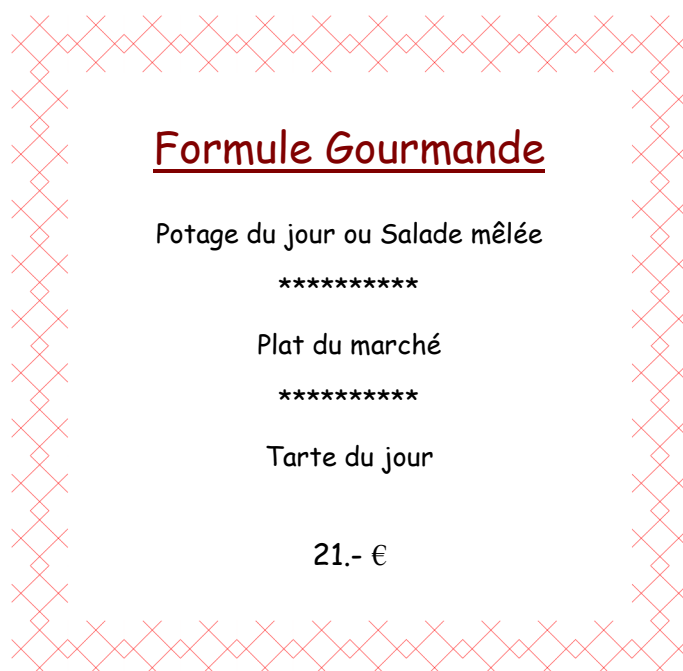 Formule Gourmande
Potage du jour ou Salade mêlée
**********
Plat du marché
**********
Tarte du jour
21.- €